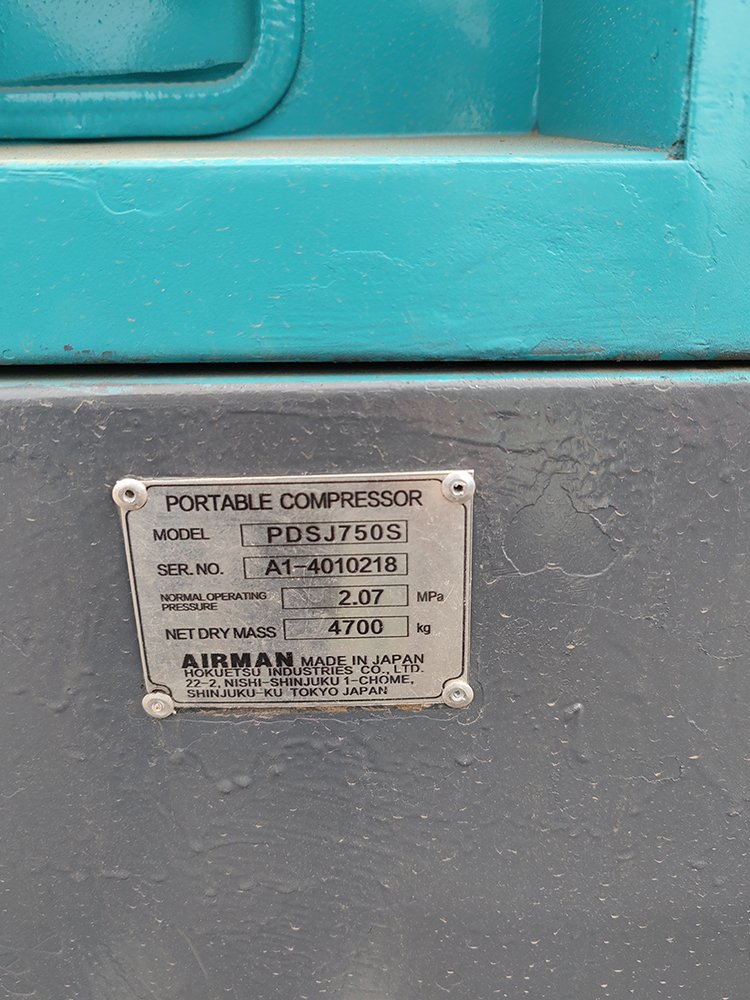 PORTABLE COMPRESSOR
MODEL PDSJ750S
SER. NO. A1-4010218
NORMAL OPERATING
PRESSURE 2.07 MPa
NET DRY MASS 4700 kg
AIRMAN MADE IN JAPAN
HOKUETSU INDUSTRIES CO., LTD.
22-2, NISHI-SHINJUKU 1-CHOME,
SHINJUKU-KU TOKYO JAPAN